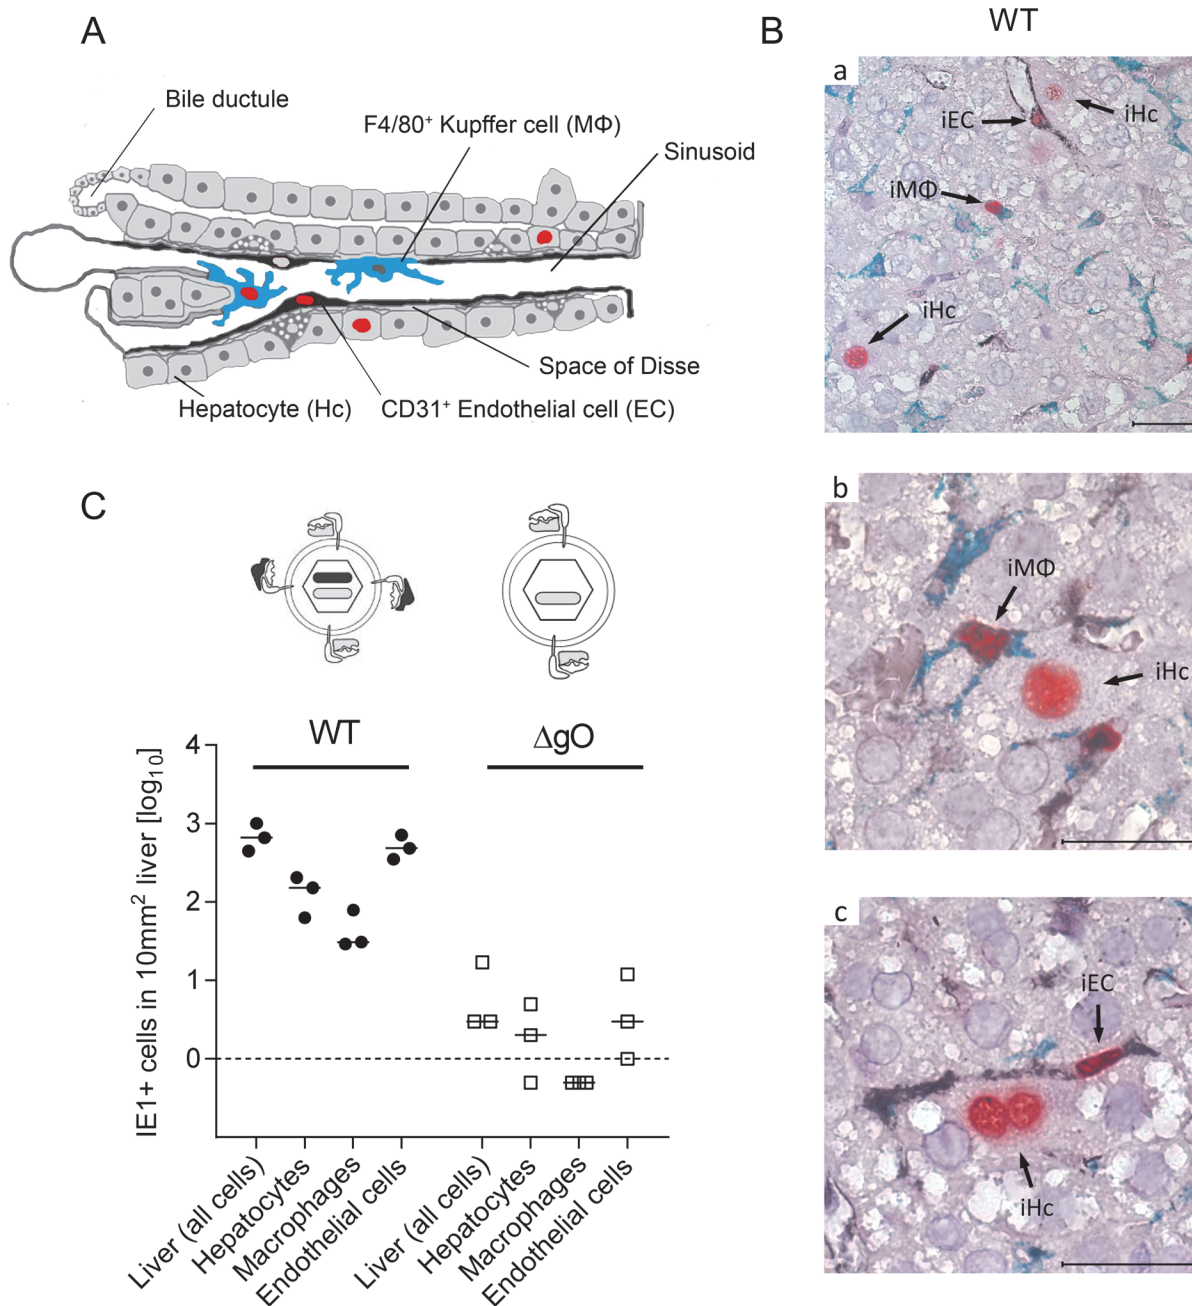 A
Bile ductule
F4/80⁺ Kupffer cell (MΦ)
Sinusoid
Space of Disse
Hepatocyte (Hc)
CD31⁺ Endothelial cell (EC)
B
WT
a
iEC
iHc
iMΦ
iHc
b
iMΦ
iHc
c
iEC
iHc
C
WT
ΔgO
IE1+ cells in 10mm² liver [log₁₀]
4
3
2
1
0
Liver (all cells)
Hepatocytes
Macrophages
Endothelial cells
Liver (all cells)
Hepatocytes
Macrophages
Endothelial cells